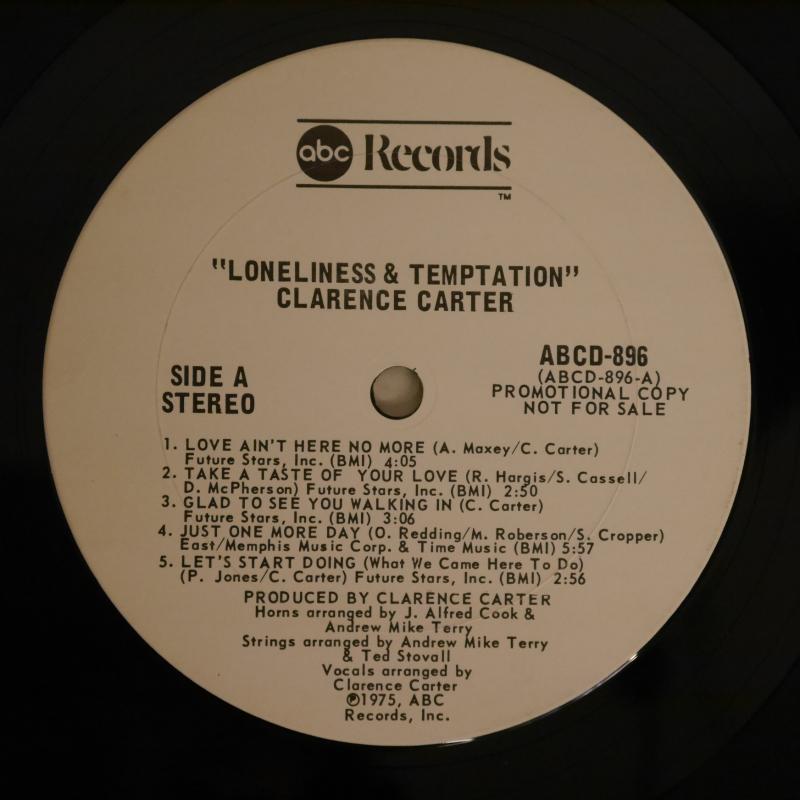 abc Records
TM
"LONELINESS & TEMPTATION"
CLARENCE CARTER
SIDE A
STEREO
ABCD-896
(ABCD-896-A)
PROMOTIONAL COPY
NOT FOR SALE
1. LOVE AIN'T HERE NO MORE (A. Maxey/C. Carter)
Future Stars, Inc. (BMI) 4:05
2. TAKE A TASTE OF YOUR LOVE (R. Hargis/S. Cassell/
D. McPherson) Future Stars, Inc. (BMI) 2:50
3. GLAD TO SEE YOU WALKING IN (C. Carter)
Future Stars, Inc. (BMI) 3:06
4. JUST ONE MORE DAY (O. Redding/M. Roberson/S. Cropper)
East/Memphis Music Corp. & Time Music (BMI) 5:57
5. LET'S START DOING (What We Came Here To Do)
(P. Jones/C. Carter) Future Stars, Inc. (BMI) 2:56
PRODUCED BY CLARENCE CARTER
Horns arranged by J. Alfred Cook &
Andrew Mike Terry
Strings arranged by Andrew Mike Terry
& Ted Stovall
Vocals arranged by
Clarence Carter
℗1975, ABC
Records, Inc.